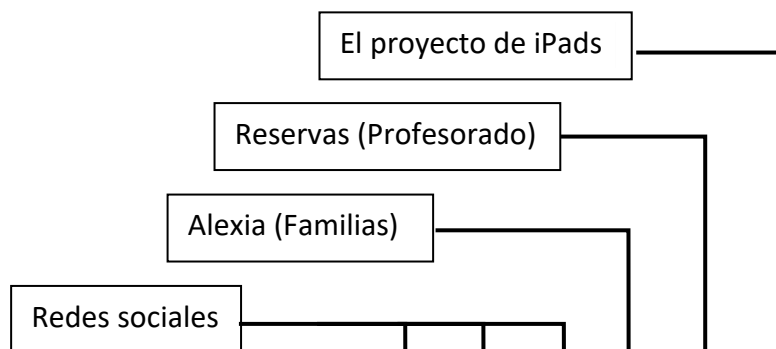 El proyecto de iPads
Reservas (Profesorado)
Alexia (Familias)
Redes sociales